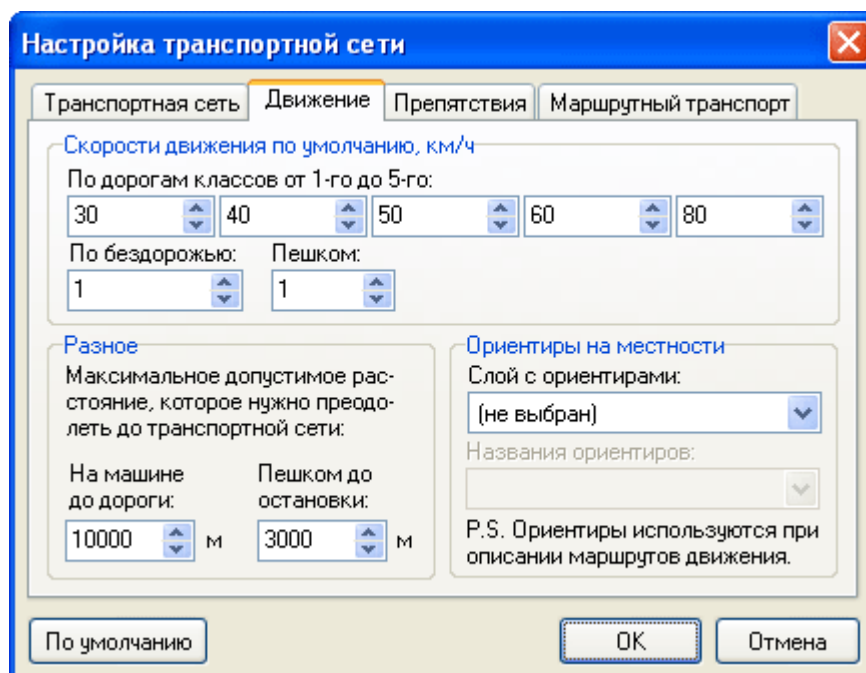 Настройка транспортной сети
Транспортная сеть Движение Препятствия Маршрутный транспорт
Скорости движения по умолчанию, км/ч
По дорогам классов от 1-го до 5-го:
30 40 50 60 80
По бездорожью: Пешком:
1 1
Разное
Максимальное допустимое рас-
стояние, которое нужно преодо-
леть до транспортной сети:
На машине
до дороги:
Пешком до
остановки:
10000 м 3000 м
Ориентиры на местности
Слой с ориентирами:
(не выбран)
Названия ориентиров:
P.S. Ориентиры используются при
описании маршрутов движения.
По умолчанию OK Отмена